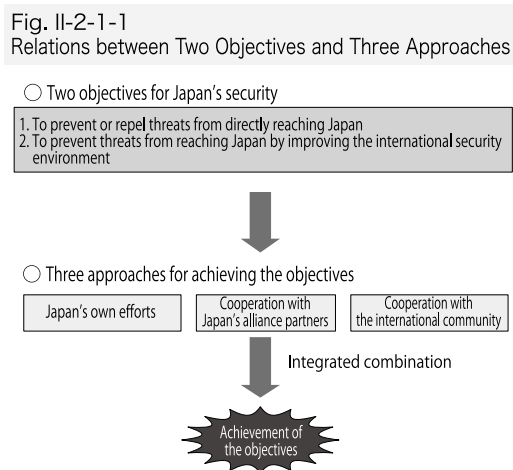 Fig. II-2-1-1
Relations between Two Objectives and Three Approaches
○ Two objectives for Japan's security
1. To prevent or repel threats from directly reaching Japan
2. To prevent threats from reaching Japan by improving the international security
environment
○ Three approaches for achieving the objectives
Japan's own efforts
Cooperation with
Japan's alliance partners
Cooperation with
the international community
Integrated combination
Achievement of
the objectives